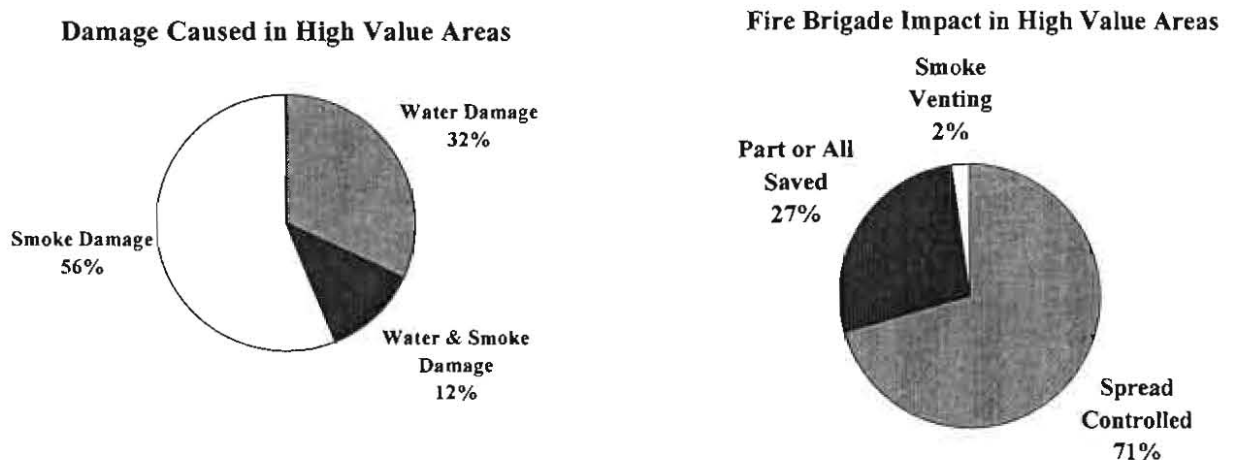 Damage Caused in High Value Areas
Water Damage
32%
Smoke Damage
56%
Water & Smoke
Damage
12%
Fire Brigade Impact in High Value Areas
Smoke
Venting
2%
Part or All
Saved
27%
Spread
Controlled
71%